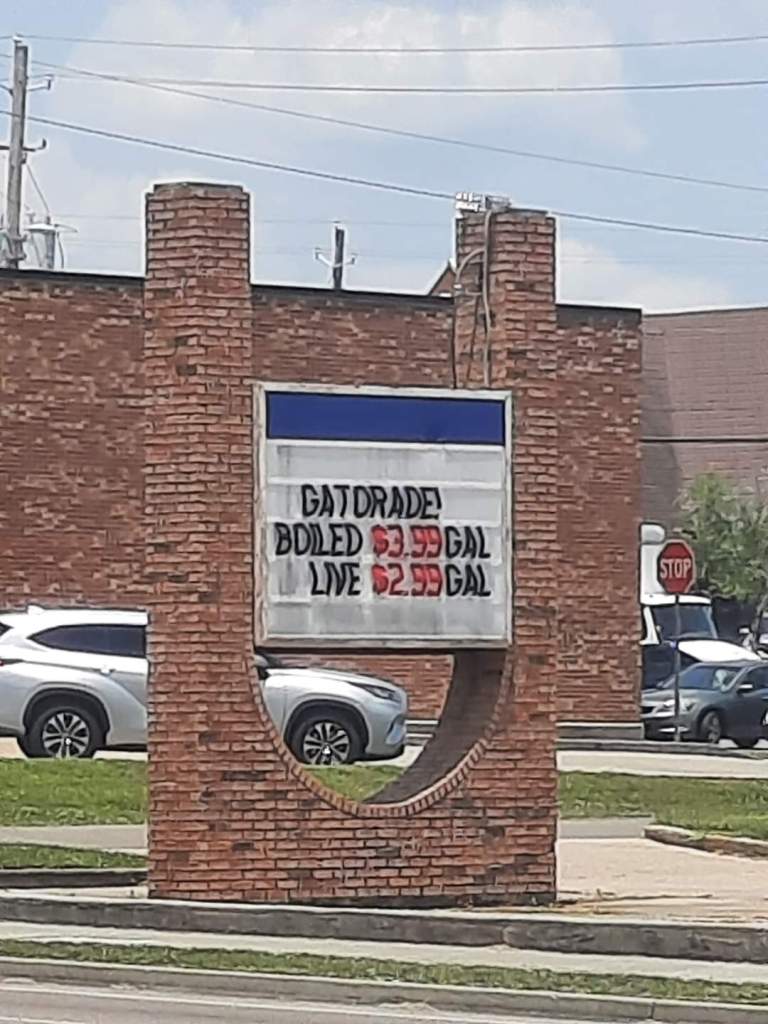 GATORADE!
BOILED $3.99 GAL
LIVE $2.99 GAL
STOP